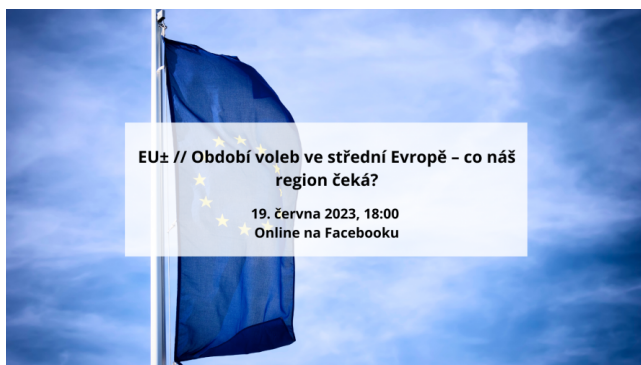 EU± // Období voleb ve střední Evropě – co náš
region čeká?
19. června 2023, 18:00
Online na Facebooku